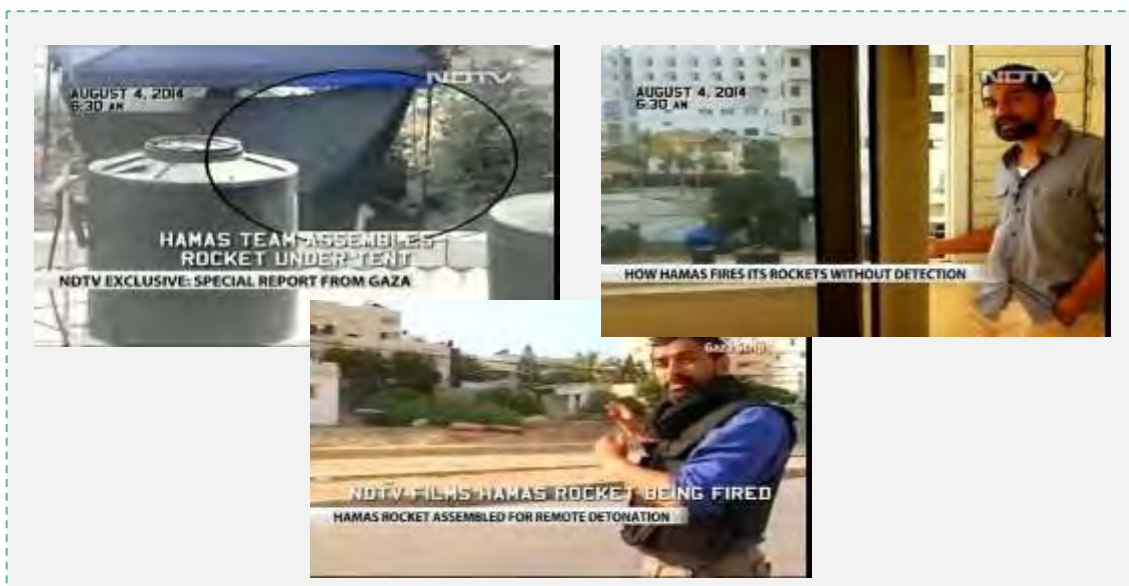 NDTV
AUGUST 4, 2014
6:30 AM
HAMAS TEAM ASSEMBLES
ROCKET UNDER TENT
NDTV EXCLUSIVE: SPECIAL REPORT FROM GAZA
NDTV
AUGUST 4, 2014
6:30 AM
HOW HAMAS FIRES ITS ROCKETS WITHOUT DETECTION
NDTV FILMS HAMAS ROCKET BEING FIRED
HAMAS ROCKET ASSEMBLED FOR REMOTE DETONATION